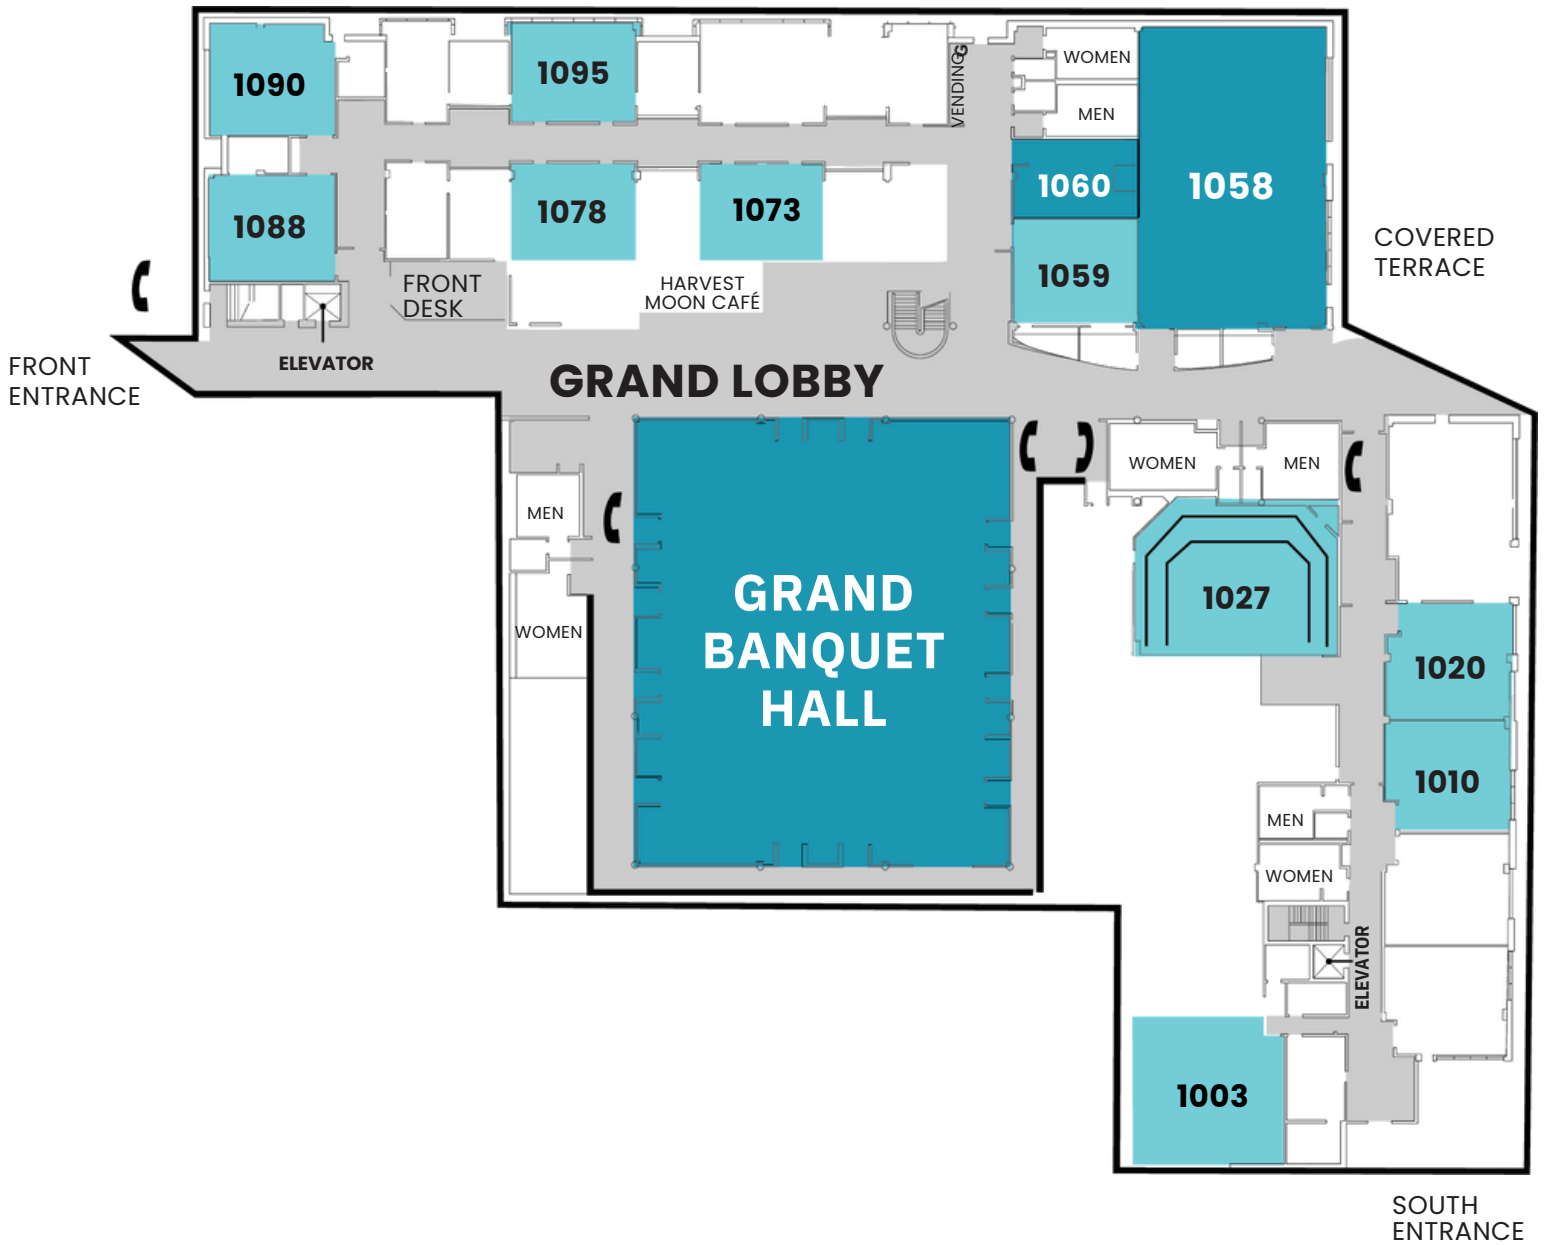 1090
1095
VENDING
G
WOMEN
MEN
1088
1078
1073
1060
1058
1059
COVERED
TERRACE
FRONT
DESK
HARVEST
MOON CAFÉ
FRONT
ENTRANCE
ELEVATOR
GRAND LOBBY
MEN
WOMEN
GRAND
BANQUET
HALL
WOMEN
MEN
1027
1020
1010
MEN
WOMEN
ELEVATOR
1003
SOUTH
ENTRANCE